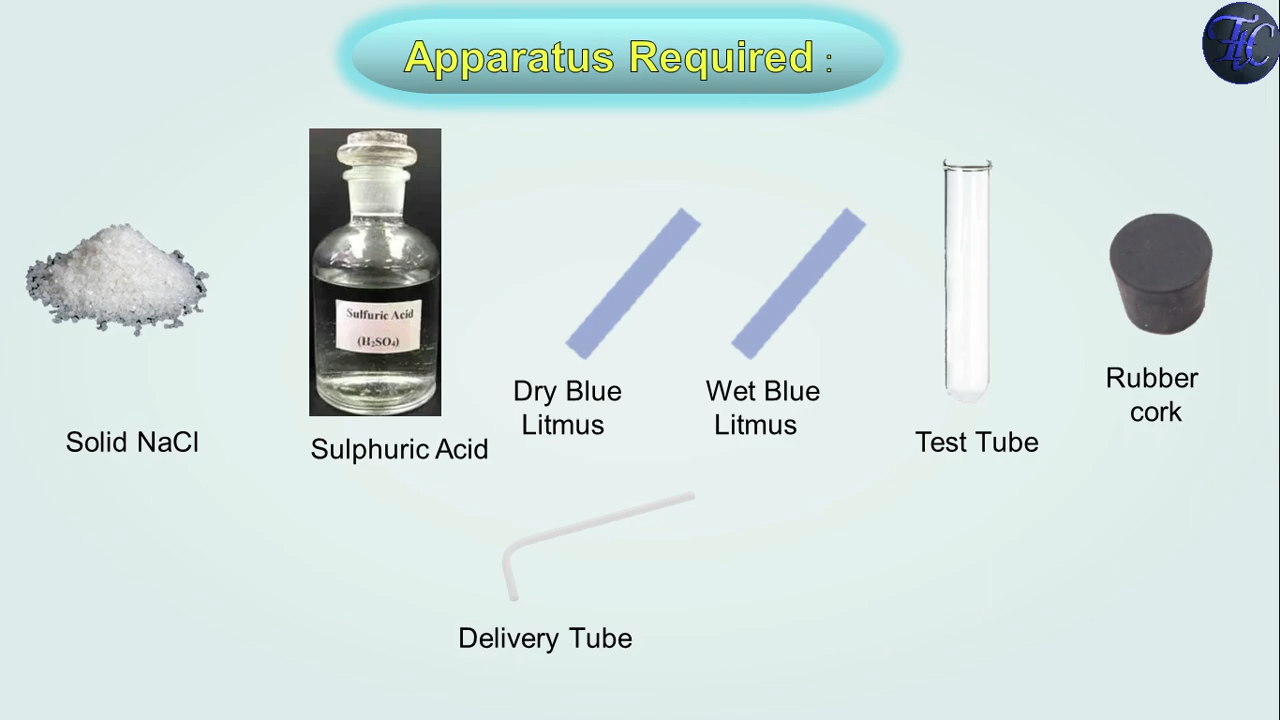 Apparatus Required :
THC
Sulfuric Acid
(H₂SO₄)
Dry Blue
Litmus
Wet Blue
Litmus
Rubber
cork
Solid NaCl
Sulphuric Acid
Test Tube
Delivery Tube